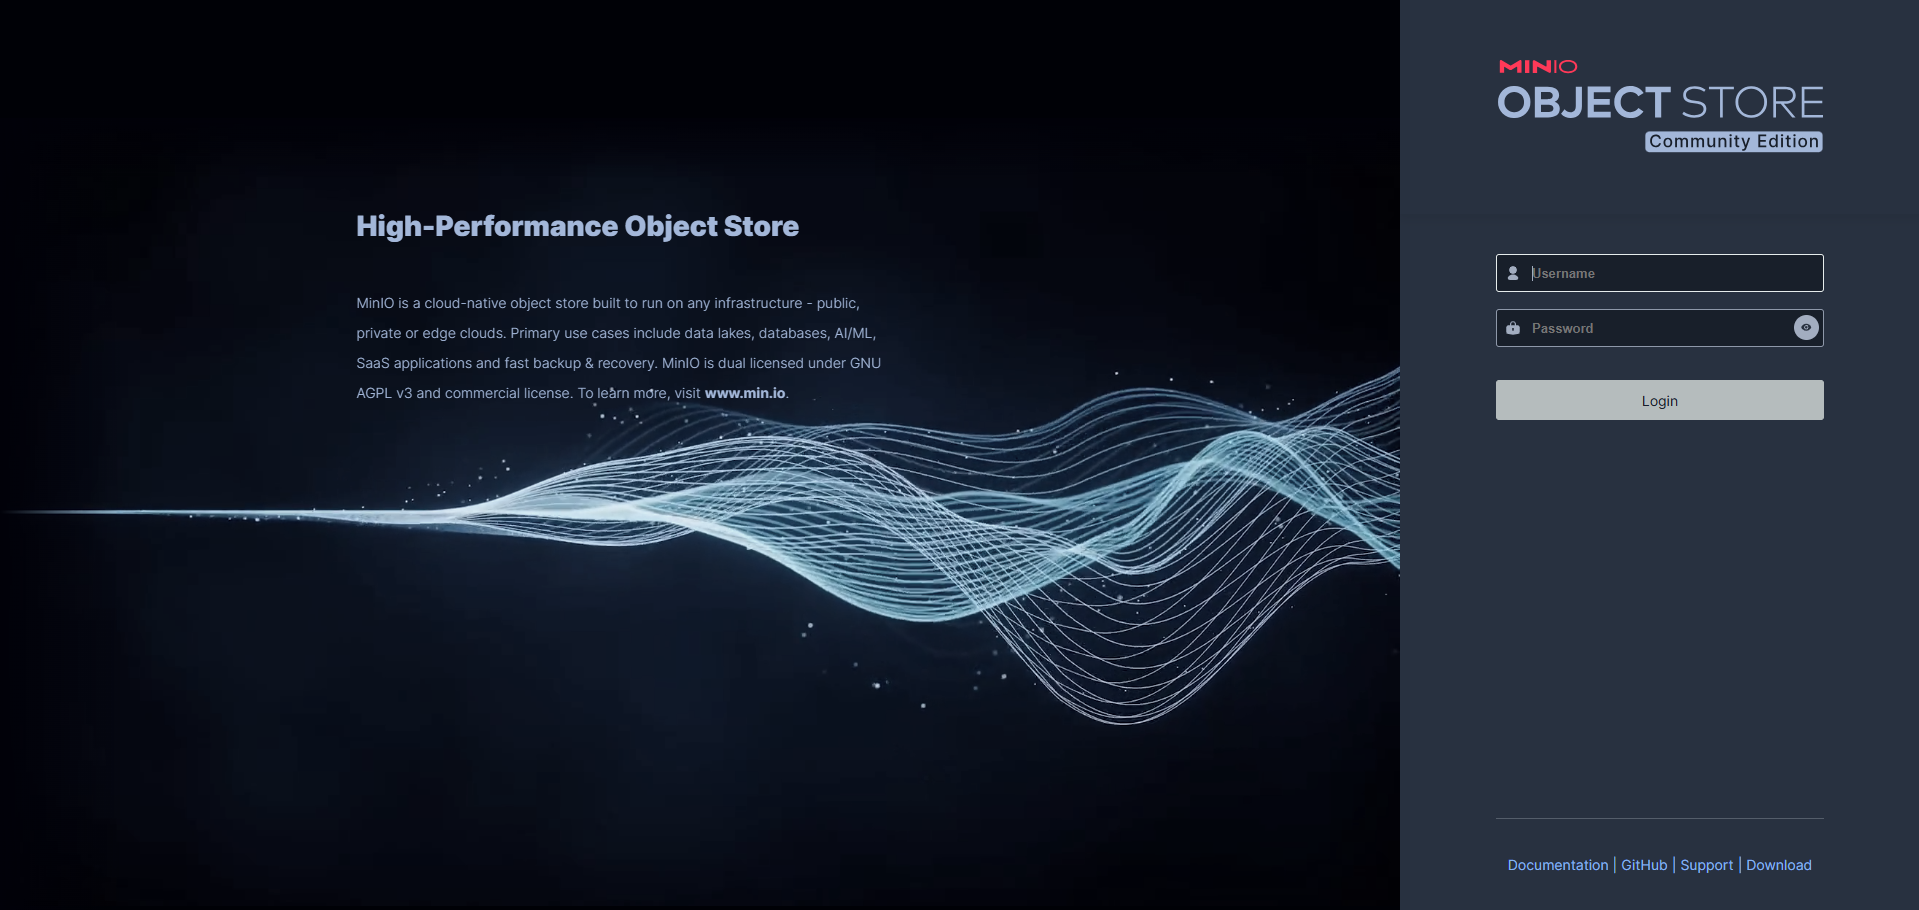 High-Performance Object Store
MinIO is a cloud-native object store built to run on any infrastructure - public,
private or edge clouds. Primary use cases include data lakes, databases, AI/ML,
SaaS applications and fast backup & recovery. MinIO is dual licensed under GNU
AGPL v3 and commercial license. To learn more, visit www.min.io.
MINIO
OBJECT STORE
Community Edition
Username
Password
Login
Documentation | GitHub | Support | Download